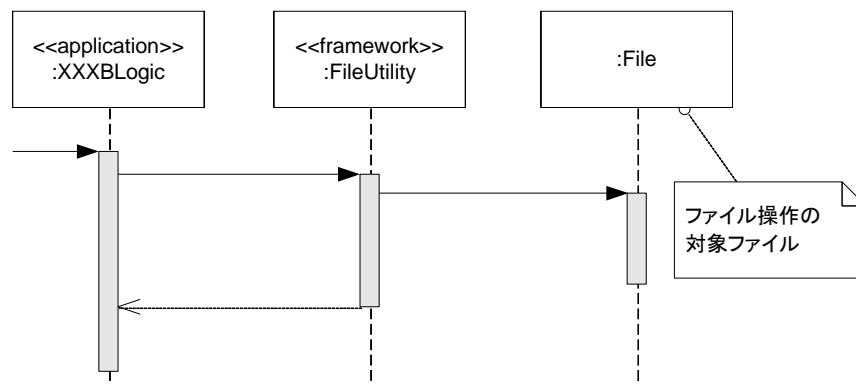 <<application>>
:XXXBLogic
<<framework>>
:FileUtility
:File
ファイル操作の
対象ファイル